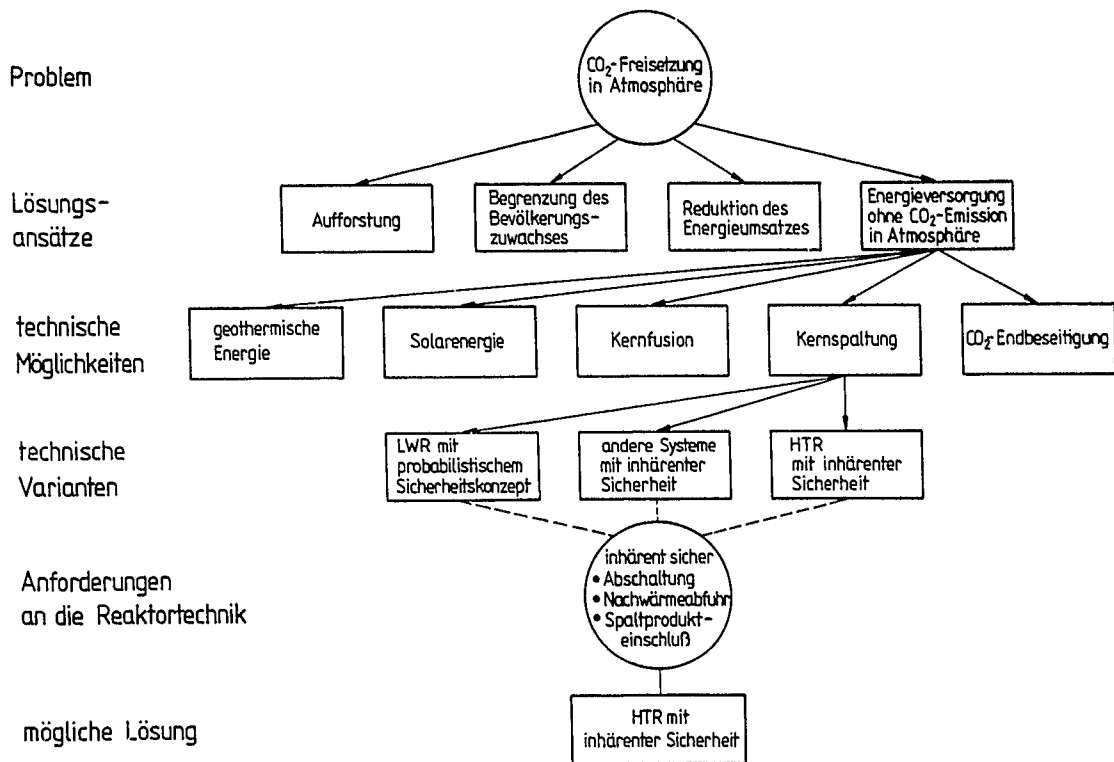 Problem
CO₂-Freisetzung
in Atmosphäre
Lösungs-
ansätze
Aufforstung
Begrenzung des
Bevölkerungs-
zuwachses
Reduktion des
Energieumsatzes
Energieversorgung
ohne CO₂-Emission
in Atmosphäre
technische
Möglichkeiten
geothermische
Energie
Solarenergie
Kernfusion
Kernspaltung
CO₂-Endbeseitigung
technische
Varianten
LWR mit
probabilistischem
Sicherheitskonzept
andere Systeme
mit inhärenter
Sicherheit
HTR
mit inhärenter
Sicherheit
Anforderungen
an die Reaktortechnik
inhärent sicher
• Abschaltung
• Nachwärmeabfuhr
• Spaltprodukt-
einschluß
mögliche Lösung
HTR mit
inhärenter Sicherheit